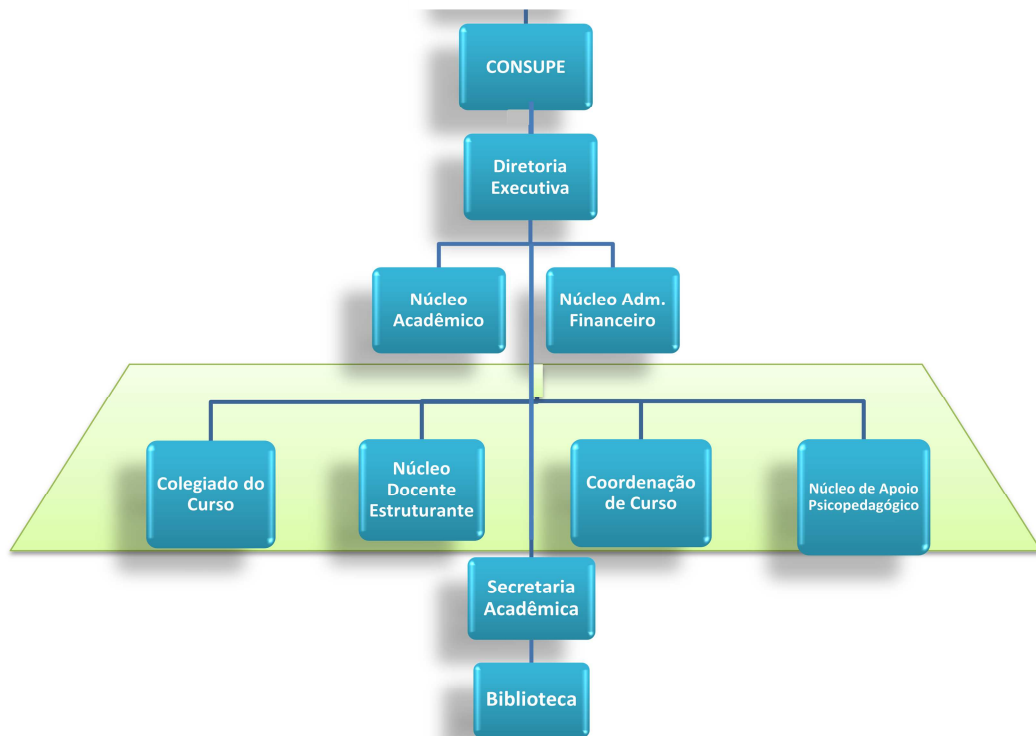 CONSUPE
Diretoria
Executiva
Núcleo
Acadêmico
Núcleo Adm.
Financeiro
Colegiado do
Curso
Núcleo
Docente
Estruturante
Coordenação
de Curso
Núcleo de Apoio
Psicopedagógico
Secretaria
Acadêmica
Biblioteca